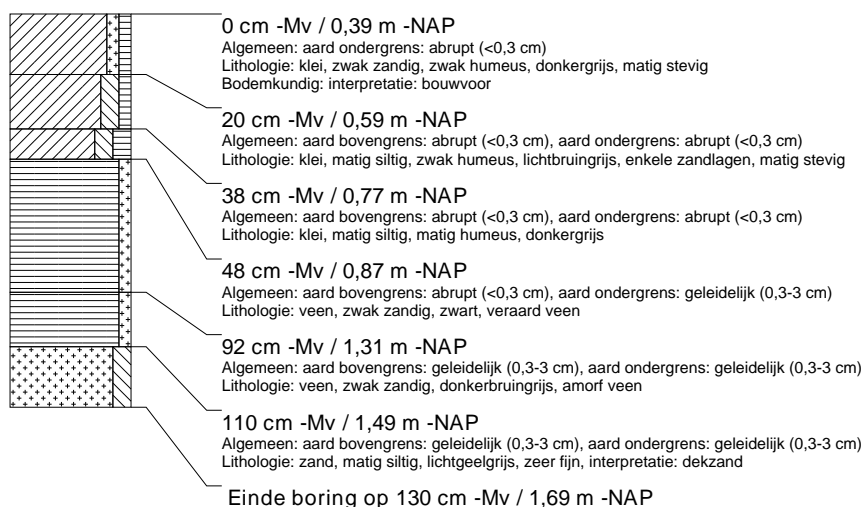 0 cm -Mv / 0,39 m -NAP
Algemeen: aard ondergrens: abrupt (<0,3 cm)
Lithologie: klei, zwak zandig, zwak humeus, donkergrijs, matig stevig
Bodemkundig: interpretatie: bouwvoor
20 cm -Mv / 0,59 m -NAP
Algemeen: aard bovengrens: abrupt (<0,3 cm), aard ondergrens: abrupt (<0,3 cm)
Lithologie: klei, matig siltig, zwak humeus, lichtbruingrijs, enkele zandlagen, matig stevig
38 cm -Mv / 0,77 m -NAP
Algemeen: aard bovengrens: abrupt (<0,3 cm), aard ondergrens: abrupt (<0,3 cm)
Lithologie: klei, matig siltig, matig humeus, donkergrijs
48 cm -Mv / 0,87 m -NAP
Algemeen: aard bovengrens: abrupt (<0,3 cm), aard ondergrens: geleidelijk (0,3-3 cm)
Lithologie: veen, zwak zandig, zwart, veraard veen
92 cm -Mv / 1,31 m -NAP
Algemeen: aard bovengrens: geleidelijk (0,3-3 cm), aard ondergrens: geleidelijk (0,3-3 cm)
Lithologie: veen, zwak zandig, donkerbruingrijs, amorf veen
110 cm -Mv / 1,49 m -NAP
Algemeen: aard bovengrens: geleidelijk (0,3-3 cm), aard ondergrens: geleidelijk (0,3-3 cm)
Lithologie: zand, matig siltig, lichtgeelgrijs, zeer fijn, interpretatie: dekzand
Einde boring op 130 cm -Mv / 1,69 m -NAP